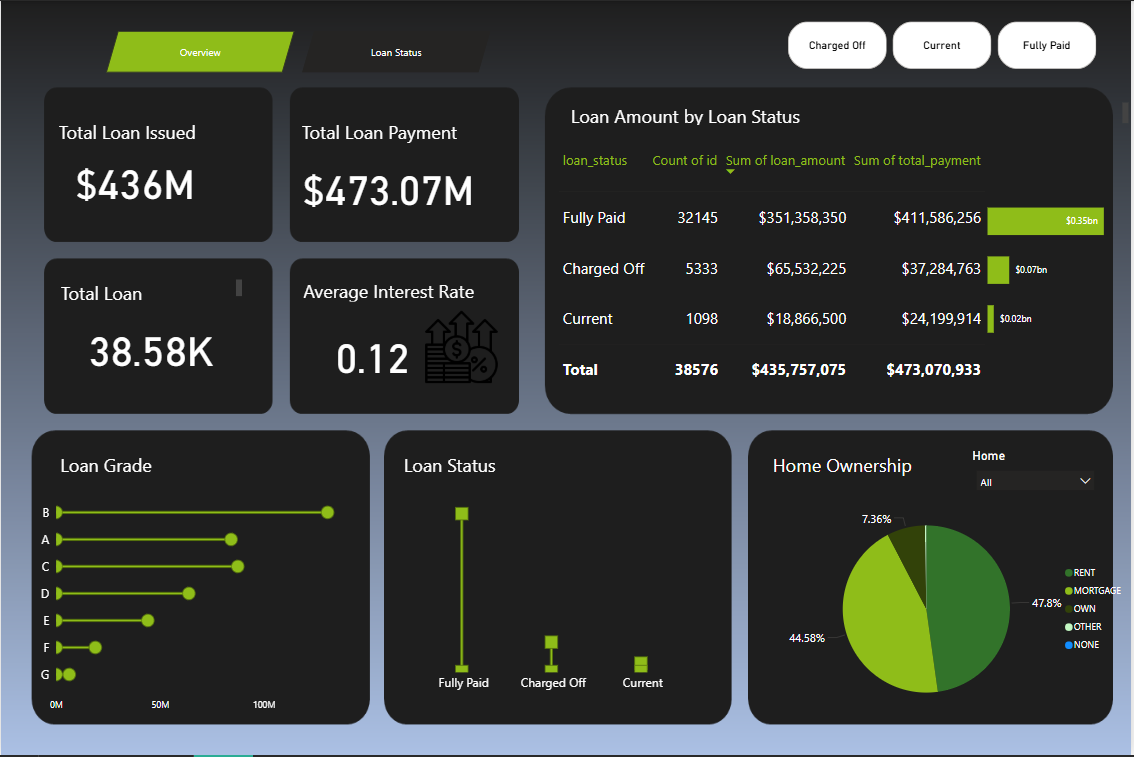 Overview
Loan Status
Charged Off
Current
Fully Paid
Total Loan Issued
$436M
Total Loan Payment
$473.07M
Loan Amount by Loan Status
loan_status Count of id Sum of loan_amount Sum of total_payment
Fully Paid 32145 $351,358,350 $411,586,256 $0.35bn
Charged Off 5333 $65,532,225 $37,284,763 $0.07bn
Current 1098 $18,866,500 $24,199,914 $0.02bn
Total 38576 $435,757,075 $473,070,933
Total Loan
38.58K
Average Interest Rate
0.12
$
%
Loan Grade
B
A
C
D
E
F
G
0M 50M 100M
Loan Status
Fully Paid Charged Off Current
Home Ownership
Home
All
7.36%
47.8%
44.58%
RENT
MORTGAGE
OWN
OTHER
NONE